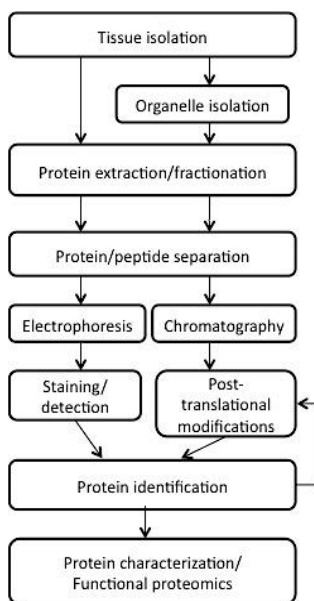 Tissue isolation
Organelle isolation
Protein extraction/fractionation
Protein/peptide separation
Electrophoresis
Chromatography
Staining/
detection
Post-
translational
modifications
Protein identification
Protein characterization/
Functional proteomics